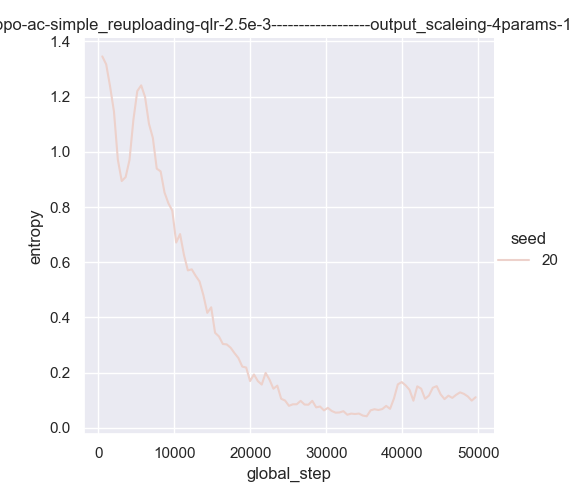 ppo-ac-simple_reuploading-qlr-2.5e-3------------------output_scaleing-4params-1
1.4
1.2
1.0
0.8
0.6
0.4
0.2
0.0
entropy
0 10000 20000 30000 40000 50000
global_step
seed
20